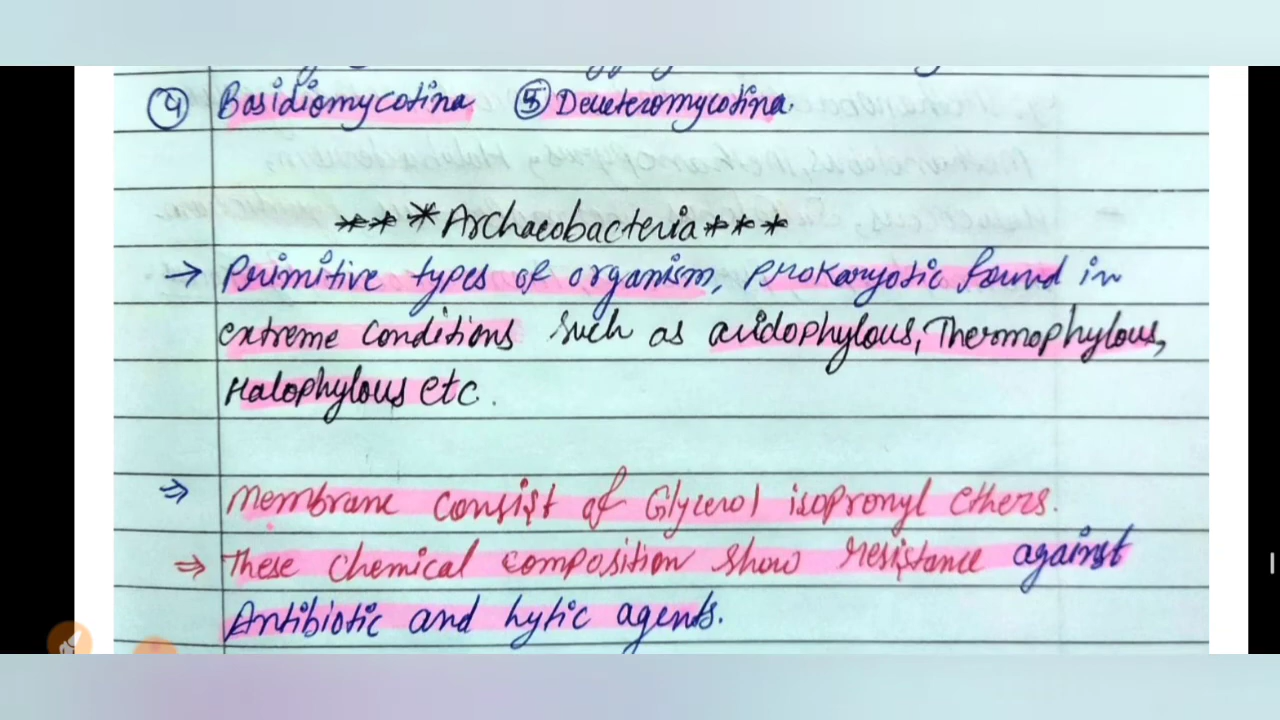 ④ Basidiomycotina ⑤ Deuteromycotina.
*** Archaeobacteria ***
→ Primitive types of organism, prokaryotic found in
extreme conditions such as acidophylous, Thermophylous,
Halophylous etc.
⇒ Membrane consist of Glycerol isopronyl ethers.
⇒ These chemical composition show resistance against
Antibiotic and lytic agents.